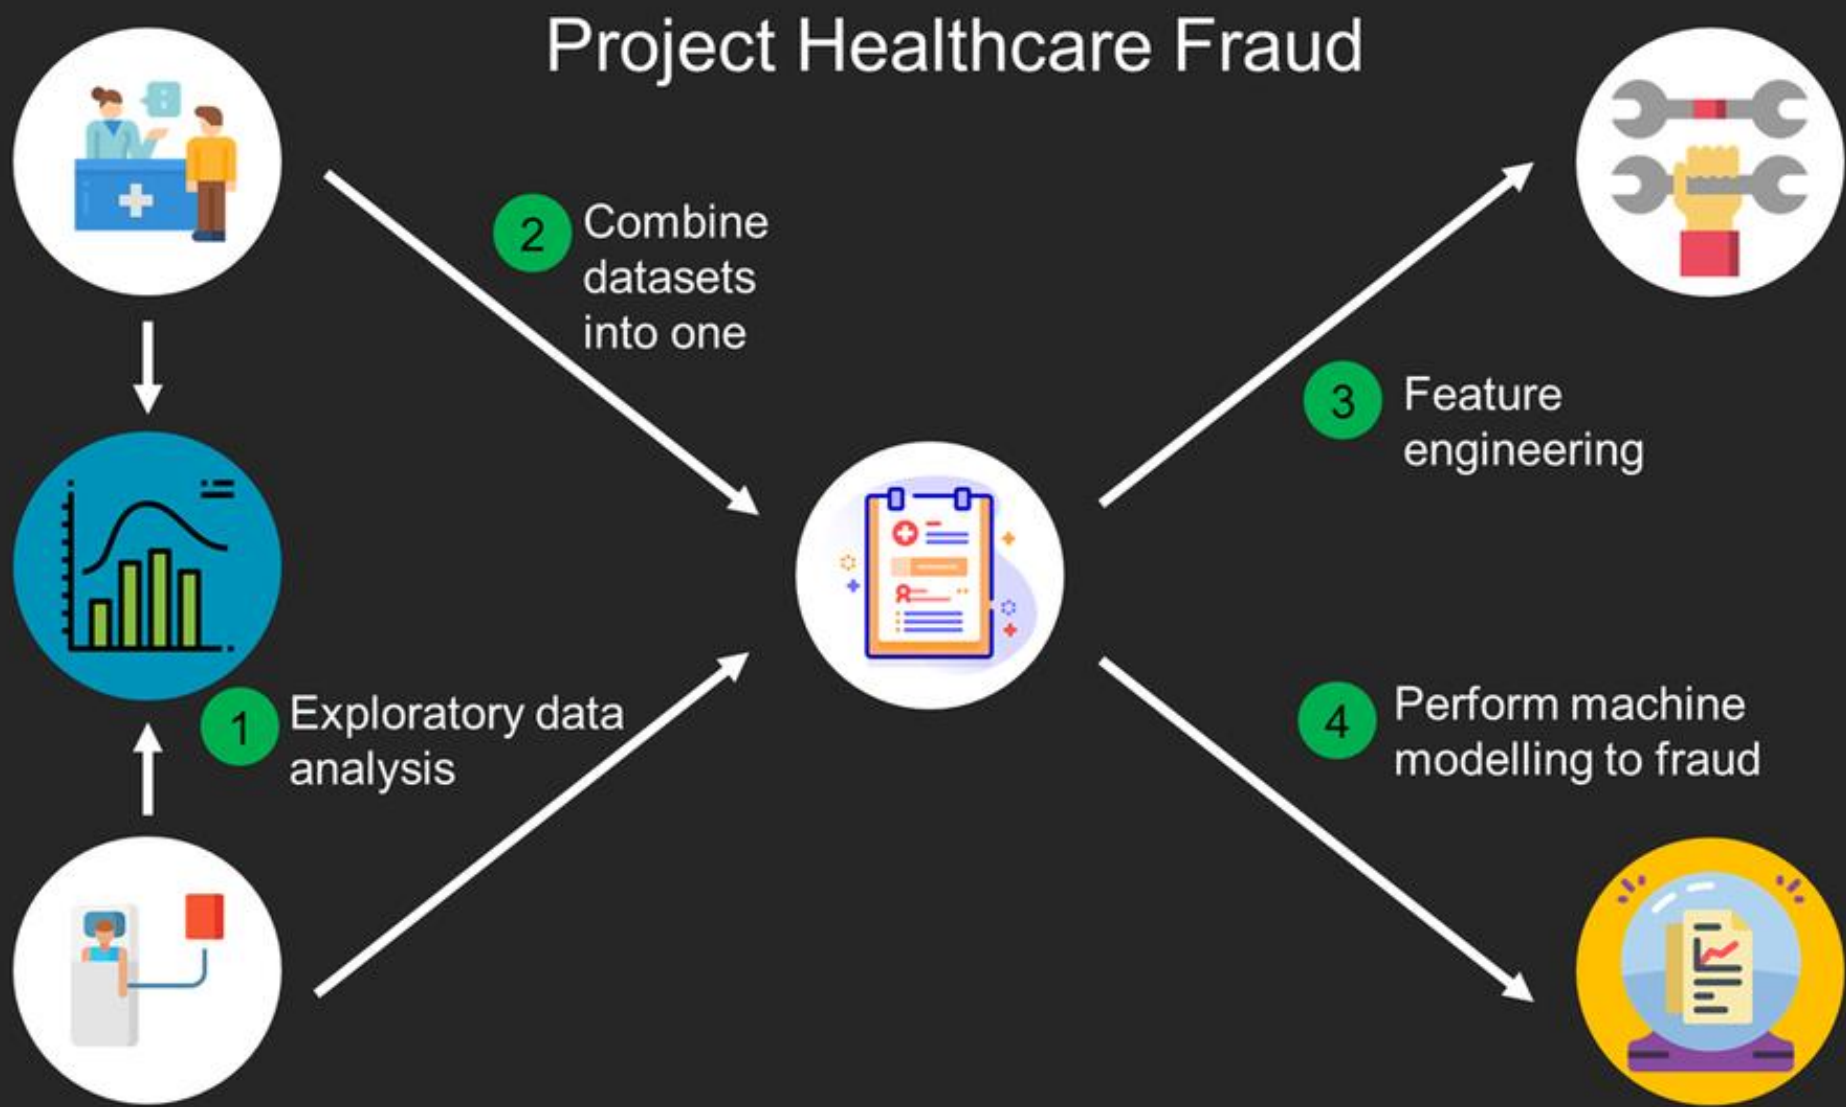 Project Healthcare Fraud
2
Combine
datasets
into one
3
Feature
engineering
1
Exploratory data
analysis
4
Perform machine
modelling to fraud